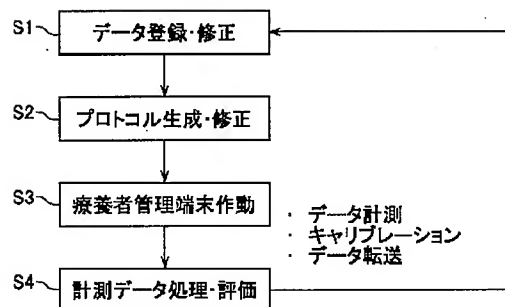 S1 データ登録・修正
S2 プロトコル生成・修正
S3 療養者管理端末作動
・ データ計測
・ キャリブレーション
・ データ転送
S4 計測データ処理・評価